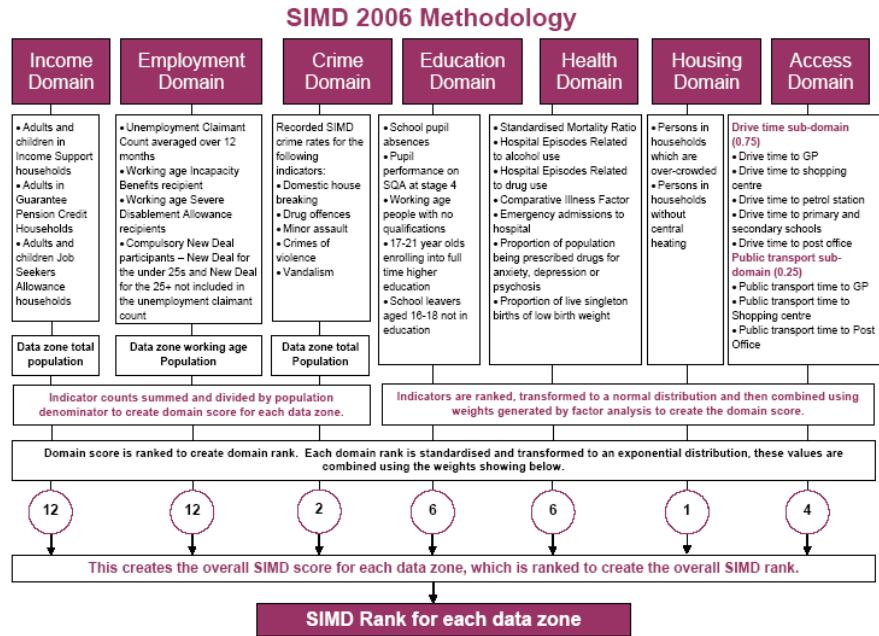 SIMD 2006 Methodology
Income
Domain
Employment
Domain
Crime
Domain
Education
Domain
Health
Domain
Housing
Domain
Access
Domain
• Adults and
children in
Income Support
households
• Adults in
Guarantee
Pension Credit
Households
• Adults and
children Job
Seekers
Allowance
households
• Unemployment Claimant
Count averaged over 12
months
• Working age Incapacity
Benefits recipient
• Working age Severe
Disablement Allowance
recipients
• Compulsory New Deal
participants – New Deal for
the under 25s and New Deal
for the 25+ not included in
the unemployment claimant
count
Recorded SIMD
crime rates for the
following
indicators:
• Domestic house
breaking
• Drug offences
• Minor assault
• Crimes of
violence
• Vandalism
• School pupil
absences
• Pupil
performance on
SQA at stage 4
• Working age
people with no
qualifications
• 17-21 year olds
enrolling into full
time higher
education
• School leavers
aged 16-18 not in
education
• Standardised Mortality Ratio
• Hospital Episodes Related
to alcohol use
• Hospital Episodes Related
to drug use
• Comparative Illness Factor
• Emergency admissions to
hospital
• Proportion of population
being prescribed drugs for
anxiety, depression or
psychosis
• Proportion of live singleton
births of low birth weight
• Persons in
households
which are
over-crowded
• Persons in
households
without
central
heating
Drive time sub-domain
(0.75)
• Drive time to GP
• Drive time to shopping
centre
• Drive time to petrol station
• Drive time to primary and
secondary schools
• Drive time to post office
Public transport sub-
domain (0.25)
• Public transport time to GP
• Public transport time to
Shopping centre
• Public transport time to Post
Office
Data zone total
population
Data zone working age
Population
Data zone total
Population
Indicator counts summed and divided by population
denominator to create domain score for each data zone.
Indicators are ranked, transformed to a normal distribution and then combined using
weights generated by factor analysis to create the domain score.
Domain score is ranked to create domain rank. Each domain rank is standardised and transformed to an exponential distribution, these values are
combined using the weights showing below.
12
12
2
6
6
1
4
This creates the overall SIMD score for each data zone, which is ranked to create the overall SIMD rank.
SIMD Rank for each data zone